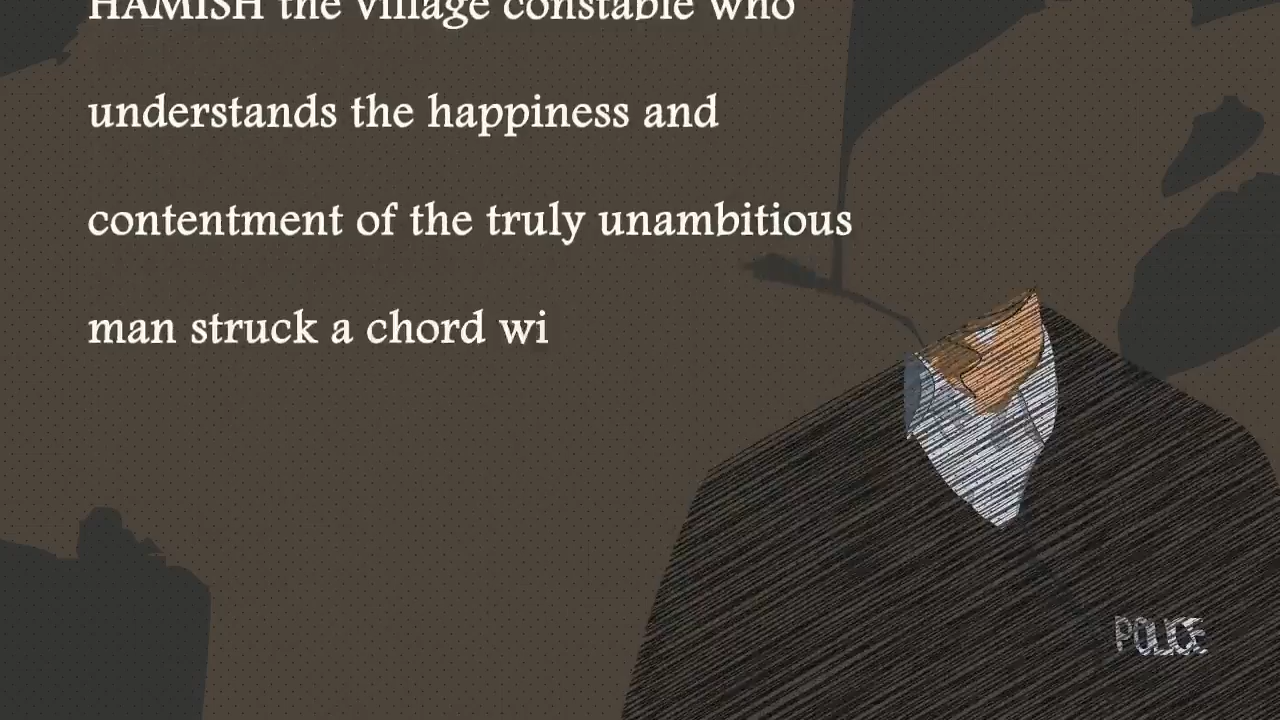 HAMISH the village constable who
understands the happiness and
contentment of the truly unambitious
man struck a chord wi
POLICE